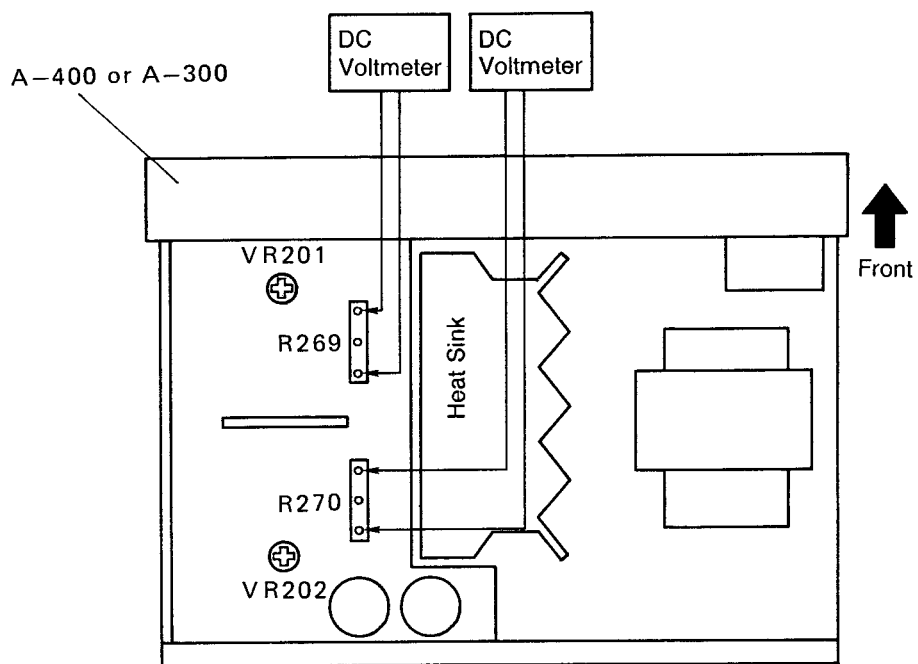 DC
Voltmeter
DC
Voltmeter
A-400 or A-300
VR201
Front
R269
Heat Sink
R270
VR202